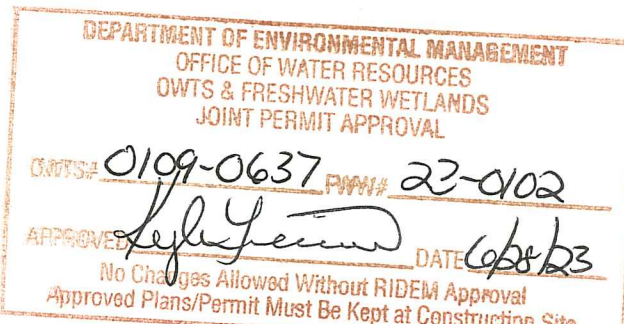 DEPARTMENT OF ENVIRONMENTAL MANAGEMENT
OFFICE OF WATER RESOURCES
OWTS & FRESHWATER WETLANDS
JOINT PERMIT APPROVAL
OWTS# 0109-0637 FWW# 22-0102
APPROVED DATE 6/28/23
No Changes Allowed Without RIDEM Approval
Approved Plans/Permit Must Be Kept at Construction Site